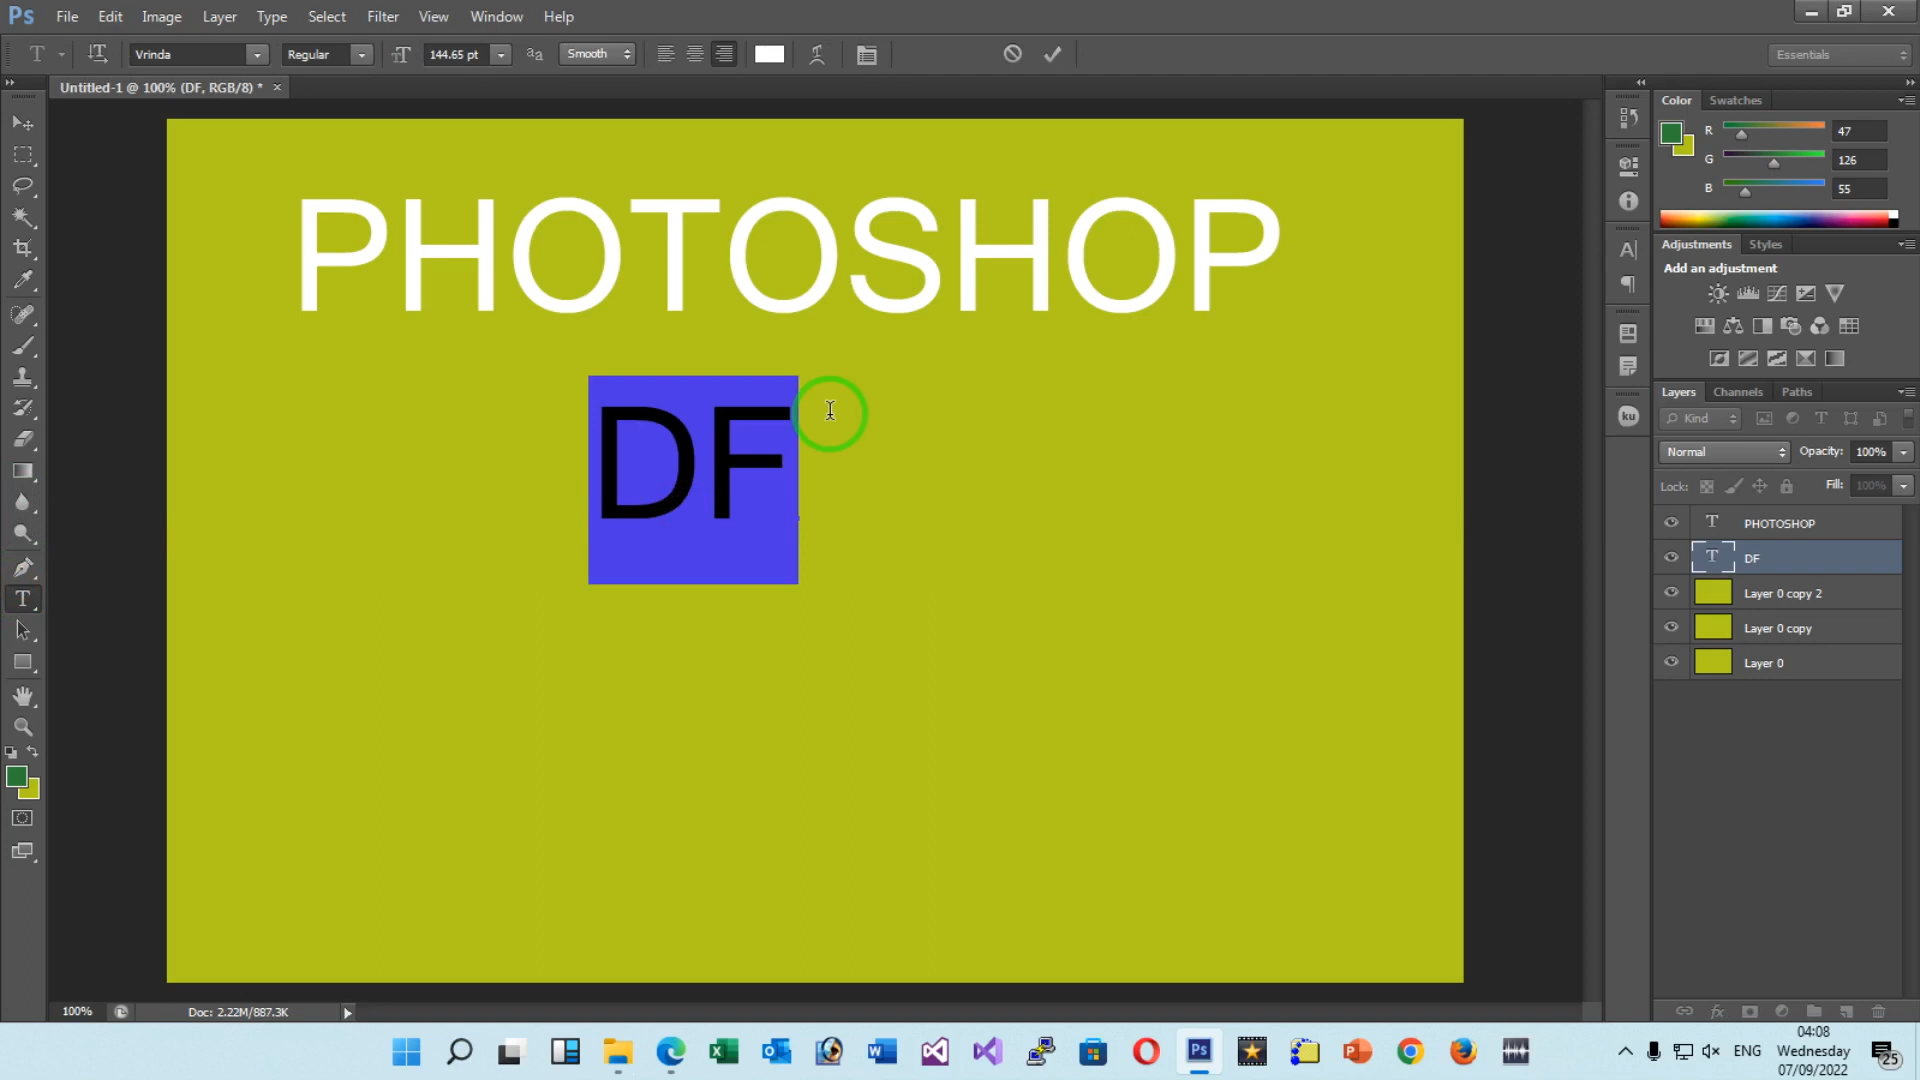 Ps File Edit Image Layer Type Select Filter View Window Help
T Vrinda Regular 144.65 pt Smooth Essentials
Untitled-1 @ 100% (DF, RGB/8) * ×
Color Swatches
R 47
G 126
B 55
Adjustments Styles
Add an adjustment
PHOTOSHOP
DF
Layers Channels Paths
Kind
Normal Opacity: 100%
Lock: Fill: 100%
T PHOTOSHOP
T DF
Layer 0 copy 2
Layer 0 copy
Layer 0
100% Doc: 2.22M/887.3K
ku
04:08
ENG Wednesday 25
07/09/2022